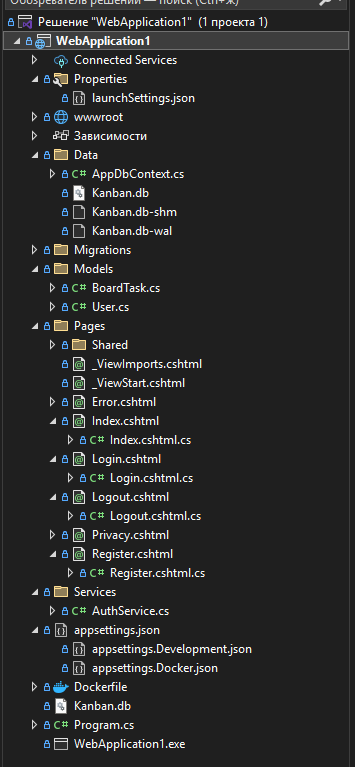 Обозреватель решений — поиск (Ctrl+ж)
Решение "WebApplication1" (1 проекта 1)
WebApplication1
Connected Services
Properties
launchSettings.json
wwwroot
Зависимости
Data
AppDbContext.cs
Kanban.db
Kanban.db-shm
Kanban.db-wal
Migrations
Models
BoardTask.cs
User.cs
Pages
Shared
_ViewImports.cshtml
_ViewStart.cshtml
Error.cshtml
Index.cshtml
Index.cshtml.cs
Login.cshtml
Login.cshtml.cs
Logout.cshtml
Logout.cshtml.cs
Privacy.cshtml
Register.cshtml
Register.cshtml.cs
Services
AuthService.cs
appsettings.json
appsettings.Development.json
appsettings.Docker.json
Dockerfile
Kanban.db
Program.cs
WebApplication1.exe